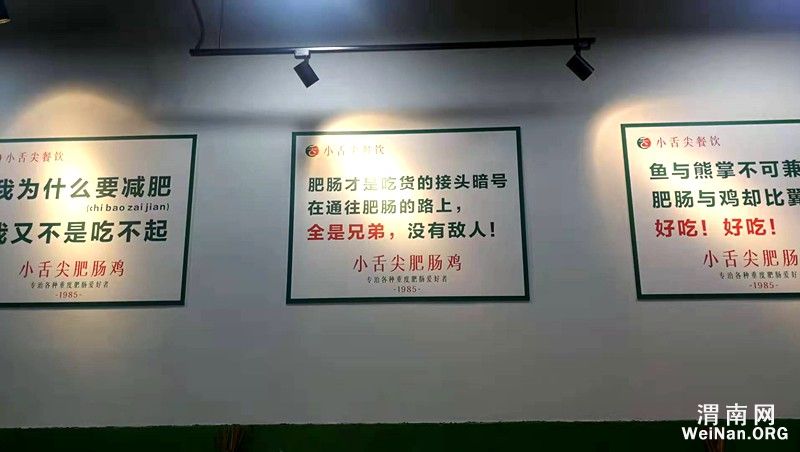 小舌尖餐饮
我为什么要减肥
(chi bao zai jian)
我又不是吃不起
小舌尖肥肠鸡
专治各种重度肥肠爱好者
-1985-
小舌尖餐饮
肥肠才是吃货的接头暗号
在通往肥肠的路上，
全是兄弟，没有敌人！
小舌尖肥肠鸡
专治各种重度肥肠爱好者
-1985-
小舌尖餐饮
鱼与熊掌不可兼
肥肠与鸡却比翼
好吃！好吃！
小舌尖肥肠
专治各种重度肥肠爱好者
-1985-
渭南网
WeiNan.ORG